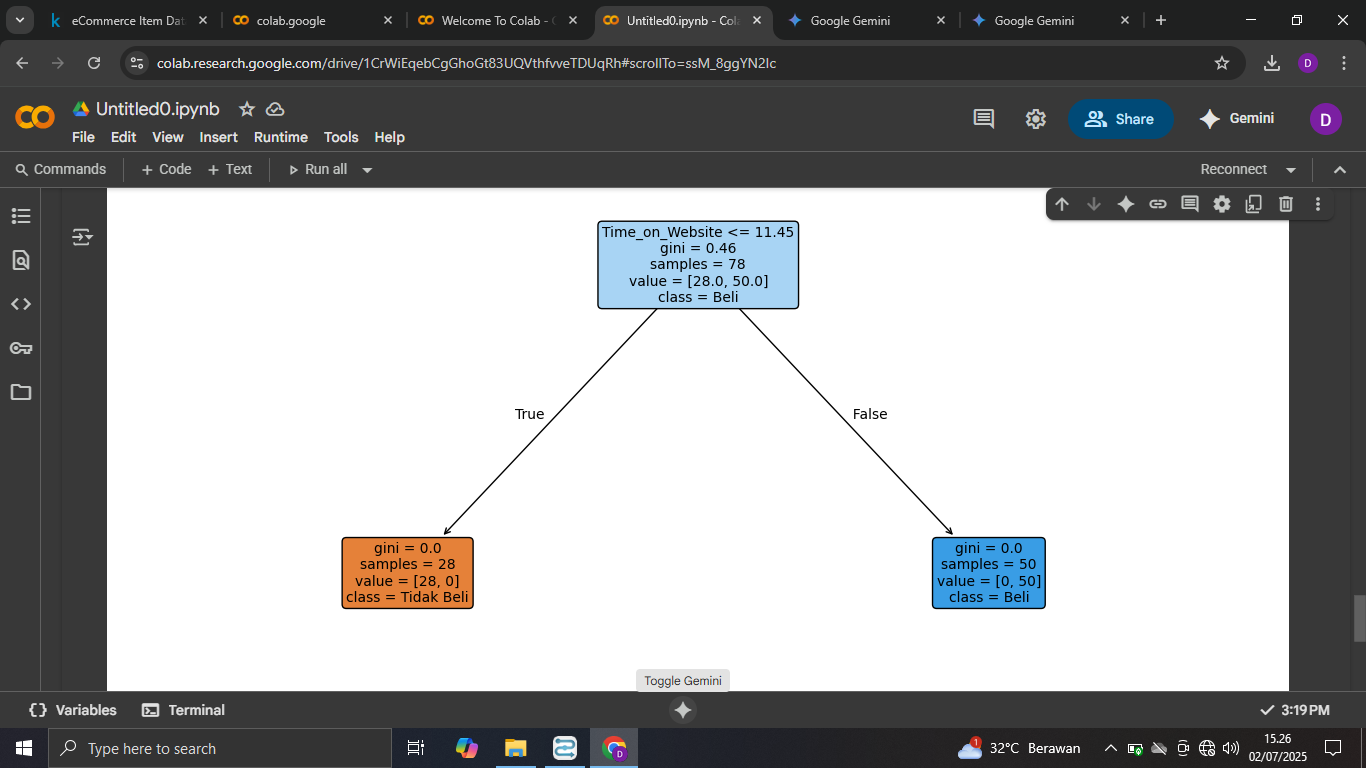 eCommerce Item Dat
colab.google
Welcome To Colab -
Untitled0.ipynb - Col
Google Gemini
Google Gemini
colab.research.google.com/drive/1CrWiEqebCgGhoGt83UQVthfvveTDUqRh#scrollTo=ssM_8ggYN2Ic
D
Untitled0.ipynb
File Edit View Insert Runtime Tools Help
Share
Gemini
D
Commands
+ Code + Text
Run all
Reconnect
Time_on_Website <= 11.45
gini = 0.46
samples = 78
value = [28.0, 50.0]
class = Beli
True
False
gini = 0.0
samples = 28
value = [28, 0]
class = Tidak Beli
gini = 0.0
samples = 50
value = [0, 50]
class = Beli
Toggle Gemini
Variables
Terminal
3:19 PM
Type here to search
D
1
32°C Berawan
15.26
02/07/2025